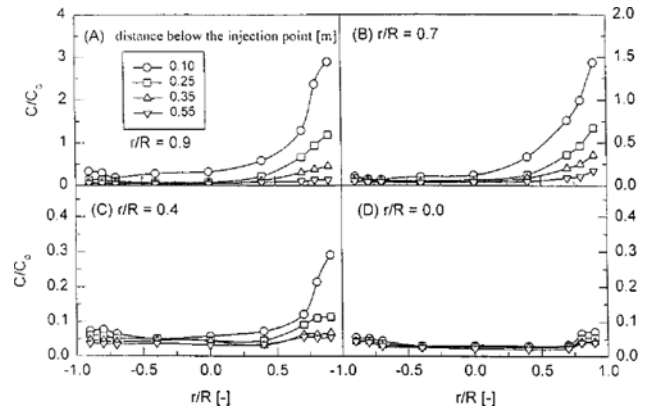 (A) distance below the injection point [m]
0.10
0.25
0.35
0.55
r/R = 0.9
C/C₀
4
3
2
1
0
(B) r/R = 0.7
2.0
1.5
1.0
0.5
0.0
(C) r/R = 0.4
C/C₀
0.4
0.3
0.2
0.1
0.0
(D) r/R = 0.0
0.4
0.3
0.2
0.1
0.0
-1.0 -0.5 0.0 0.5 -1.0 -0.5 0.0 0.5 1.0
r/R [-] r/R [-]